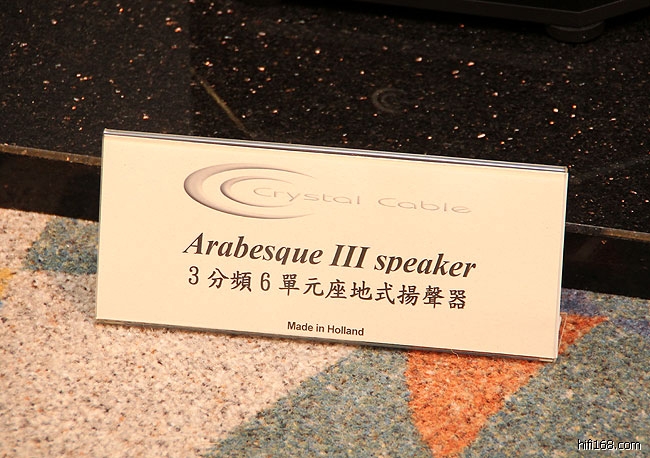 Crystal Cable
Arabesque III speaker
3分頻6單元座地式揚聲器
Made in Holland
hifi168.com